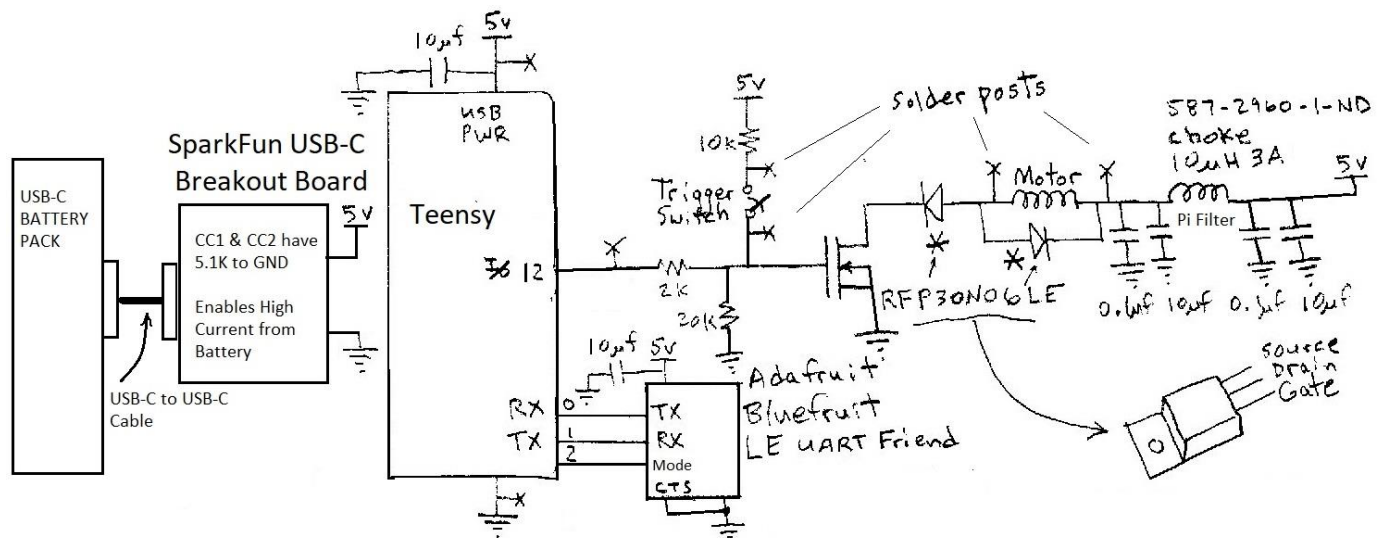 USB-C
BATTERY
PACK
SparkFun USB-C
Breakout Board
CC1 & CC2 have
5.1K to GND
Enables High
Current from
Battery
5V
USB-C to USB-C
Cable
10µf
5v
USB
PWR
Teensy
I/O 12
RX 0
TX 1
2
2K
20K
5V
10k
Trigger
Switch
solder posts
10µf 5v
TX
RX
Mode
CTS
Adafruit
Bluefruit
LE UART Friend
Motor
*
*
RFP30N06LE
587-2960-1-ND
choke
10µH 3A
Pi Filter
5v
0.1µf 10µf 0.1µf 10µf
Source
Drain
Gate